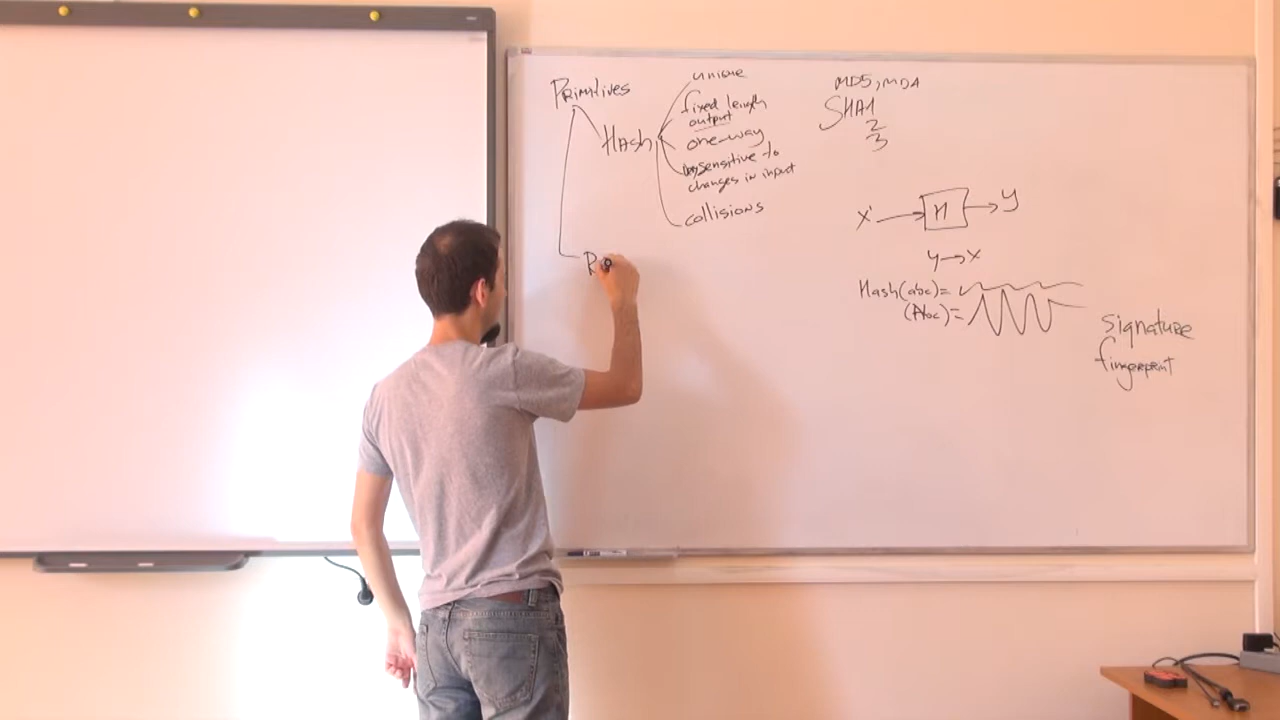 PRIMITIVES
HASH
unique
fixed length
output
one-way
sensitive to
changes in input
collisions
MD5, MD4
SHA1
2
3
X → H → Y
Y → X
Hash(abc)=
(Abc)=
signature
fingerprint